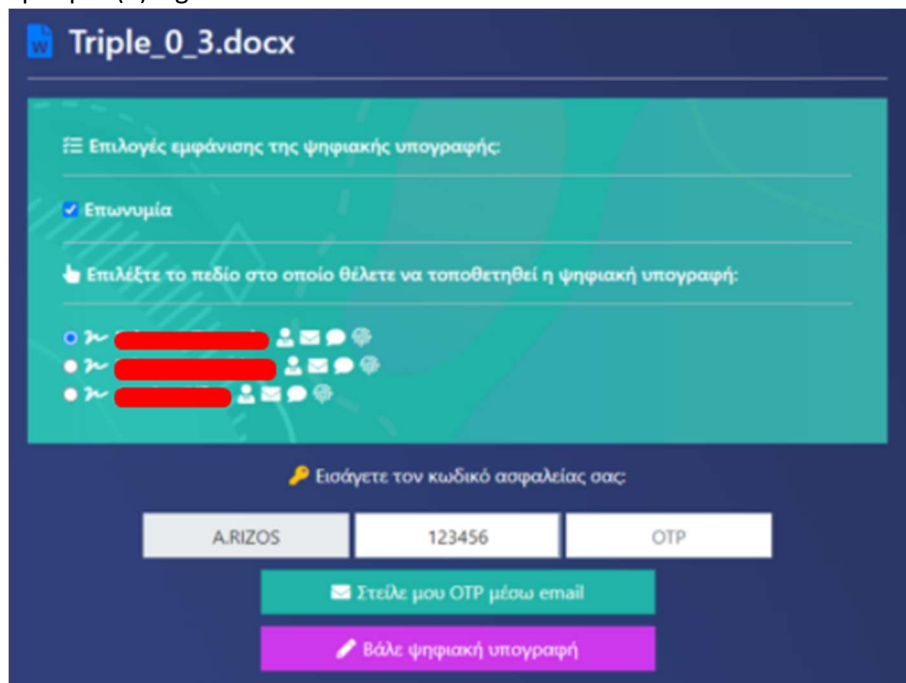 Triple_0_3.docx
Επιλογές εμφάνισης της ψηφιακής υπογραφής:
Επωνυμία
Επιλέξτε το πεδίο στο οποίο θέλετε να τοποθετηθεί η ψηφιακή υπογραφή:
Εισάγετε τον κωδικό ασφαλείας σας:
A.RIZOS 123456 OTP
Στείλε μου OTP μέσω email
Βάλε ψηφιακή υπογραφή